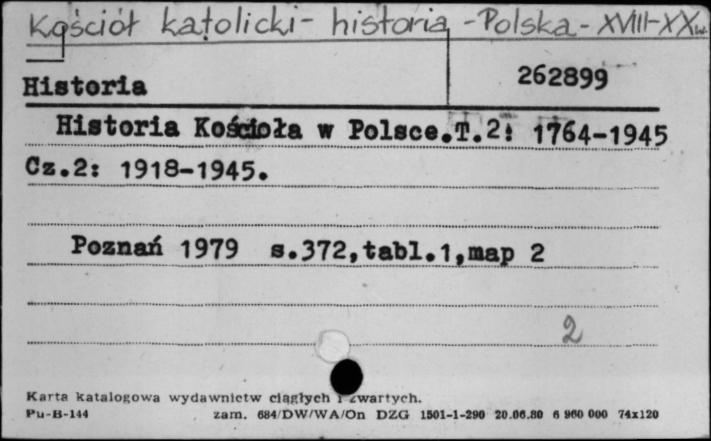 Kościół katolicki - historia - Polska - XVIII-XXw.
262899
Historia
Historia Kościoła w Polsce.T.2: 1764-1945
Cz.2: 1918-1945.
Poznań 1979 s.372,tabl.1,map 2
2
Karta katalogowa wydawnictw ciągłych i zwartych.
Pu-B-144 zam. 684/DW/WA/On DZG 1501-1-290 20.06.80 6 960 000 74x120